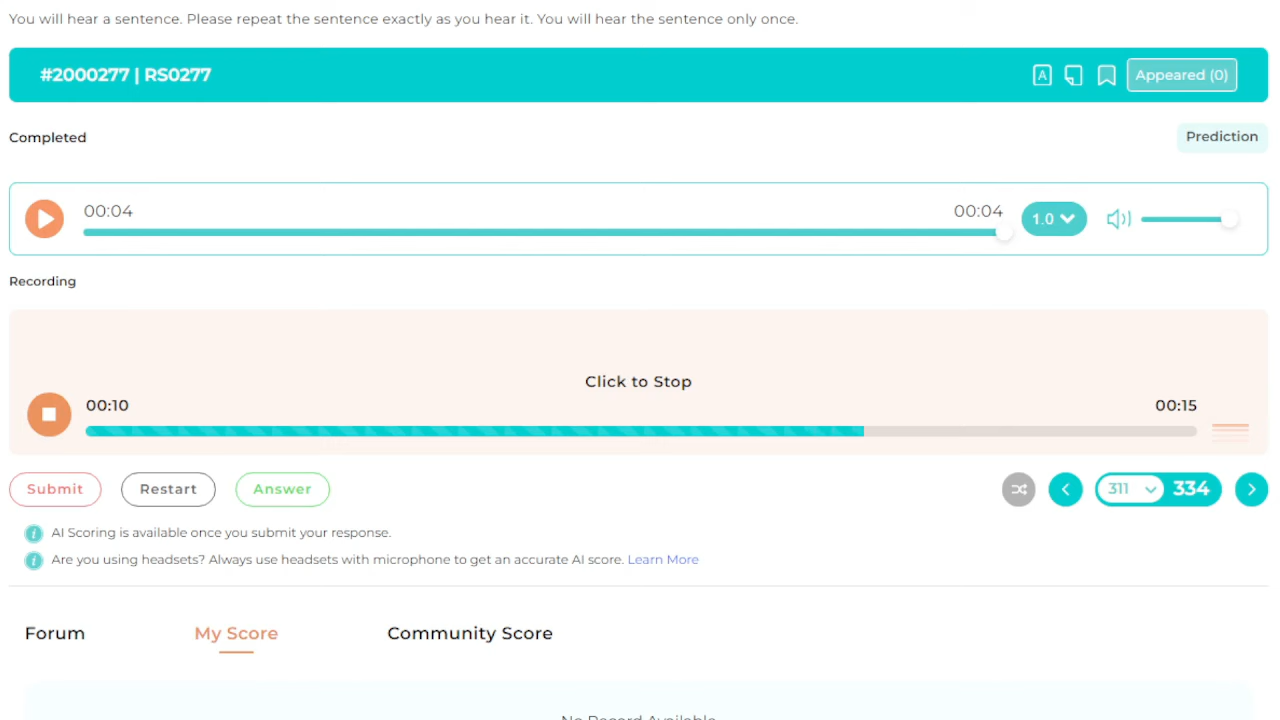 You will hear a sentence. Please repeat the sentence exactly as you hear it. You will hear the sentence only once.
#2000277 | RS0277
A
Appeared (0)
Completed
Prediction
00:04
00:04
1.0
Recording
Click to Stop
00:10
00:15
Submit
Restart
Answer
311
334
AI Scoring is available once you submit your response.
Are you using headsets? Always use headsets with microphone to get an accurate AI score. Learn More
Forum
My Score
Community Score
No Record Available